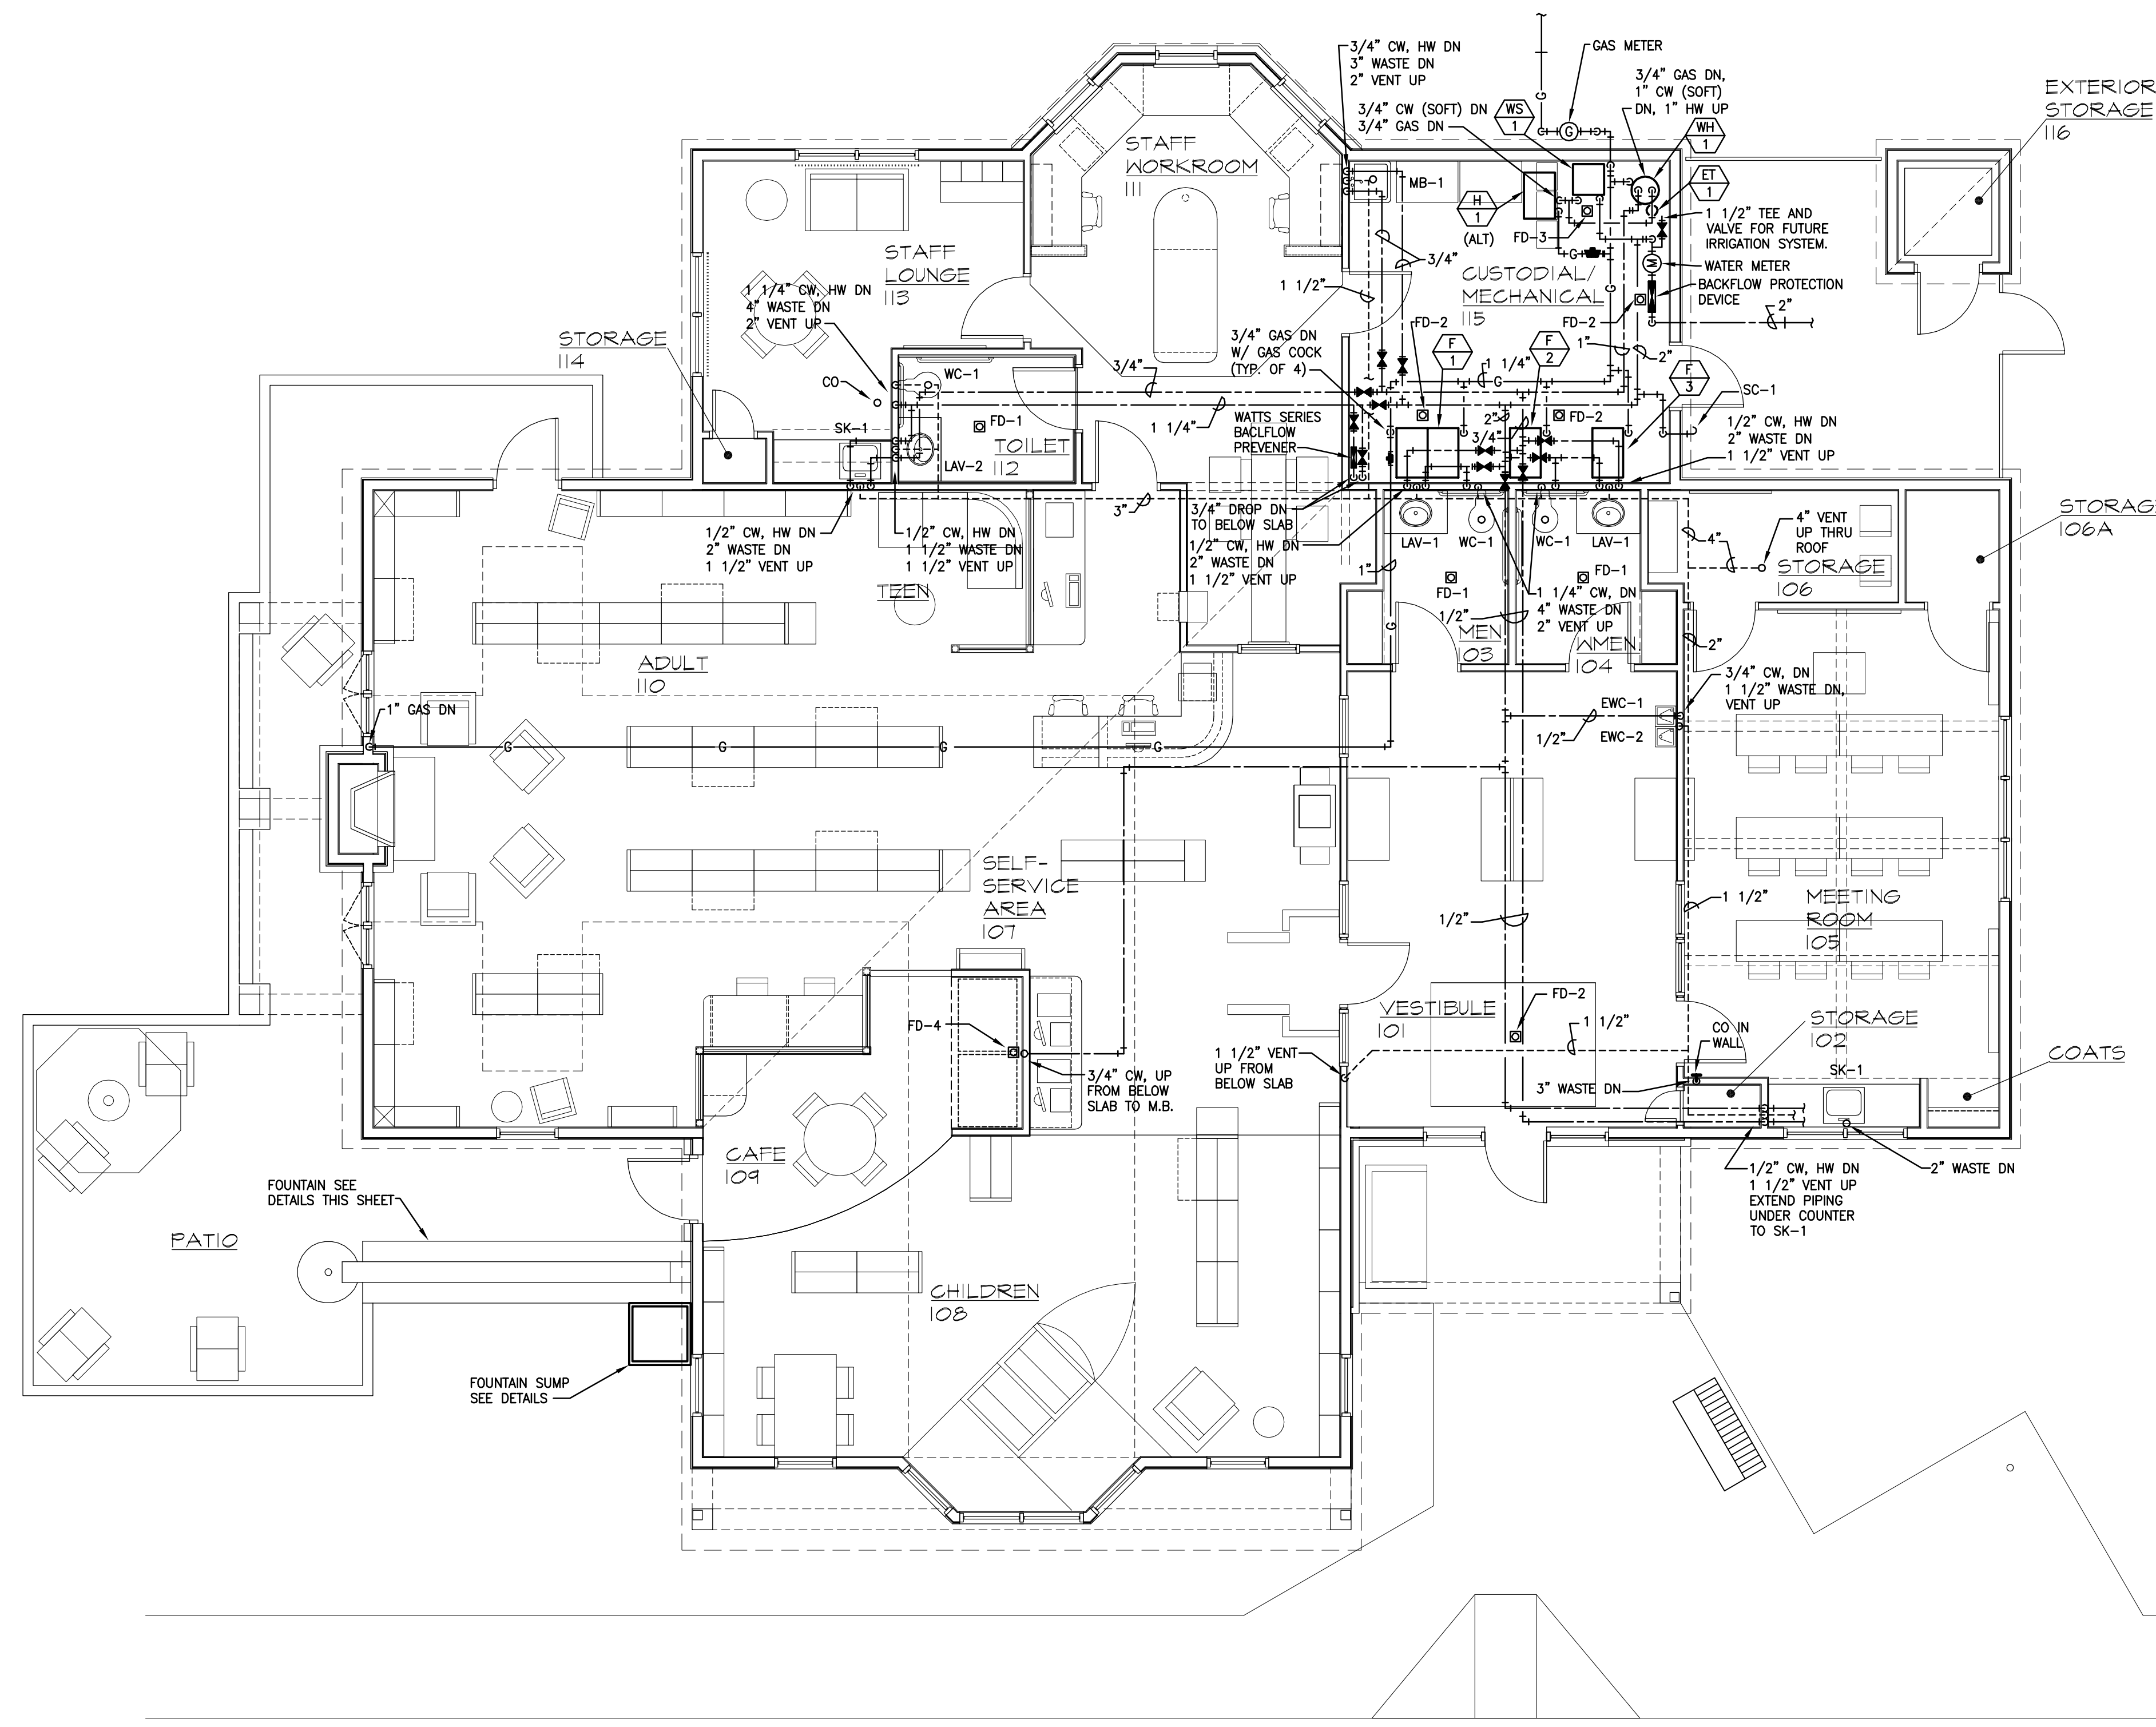 3/4" CW, HW DN
3" WASTE DN
2" VENT UP
GAS METER
3/4" GAS DN,
1" CW (SOFT)
DN, 1" HW UP
3/4" CW (SOFT) DN
3/4" GAS DN
WS
1
G
G
WH
1
EXTERIOR
STORAGE
116
STAFF
WORKROOM
111
MB-1
H
1
(ALT)
FD-3
ET
1
1 1/2" TEE AND
VALVE FOR FUTURE
IRRIGATION SYSTEM.
STAFF
LOUNGE
113
3/4"
G
CUSTODIAL/
MECHANICAL
115
M
WATER METER
BACKFLOW PROTECTION
DEVICE
1 1/4" CW, HW DN
4" WASTE DN
2" VENT UP
1 1/2"
G
FD-2
FD-2
2"
STORAGE
114
3/4" GAS DN
W/ GAS COCK
(TYP. OF 4)
F
1
F
2
1"
2"
F
3
CO
WC-1
3/4"
1 1/4"
G
SC-1
SK-1
FD-1
TOILET
112
LAV-2
1 1/4"
WATTS SERIES
BACLFLOW
PREVENER
2"
FD-2
3/4"
1/2" CW, HW DN
2" WASTE DN
1 1/2" VENT UP
3"
3/4" DROP DN
TO BELOW SLAB
1/2" CW, HW DN
2" WASTE DN
1 1/2" VENT UP
1/2" CW, HW DN
2" WASTE DN
1 1/2" VENT UP
1/2" CW, HW DN
1 1/2" WASTE DN
1 1/2" VENT UP
LAV-1
WC-1
WC-1
LAV-1
4"
4" VENT
UP THRU
ROOF
STORAGE
106
STORAGE
106A
TEEN
1"
FD-1
FD-1
1 1/4" CW, DN
4" WASTE DN
2" VENT UP
1/2"
G
MEN
103
WMEN
104
2"
ADULT
110
3/4" CW, DN
1 1/2" WASTE DN,
VENT UP
1" GAS DN
EWC-1
EWC-2
1/2"
G
G
G
G
SELF-
SERVICE
AREA
107
1/2"
1 1/2"
MEETING
ROOM
105
VESTIBULE
101
FD-2
FD-4
1 1/2"
CO IN
WALL
STORAGE
102
COATS
1 1/2" VENT
UP FROM
BELOW SLAB
3/4" CW, UP
FROM BELOW
SLAB TO M.B.
3" WASTE DN
SK-1
CAFE
109
1/2" CW, HW DN
1 1/2" VENT UP
EXTEND PIPING
UNDER COUNTER
TO SK-1
2" WASTE DN
FOUNTAIN SEE
DETAILS THIS SHEET
PATIO
CHILDREN
108
FOUNTAIN SUMP
SEE DETAILS